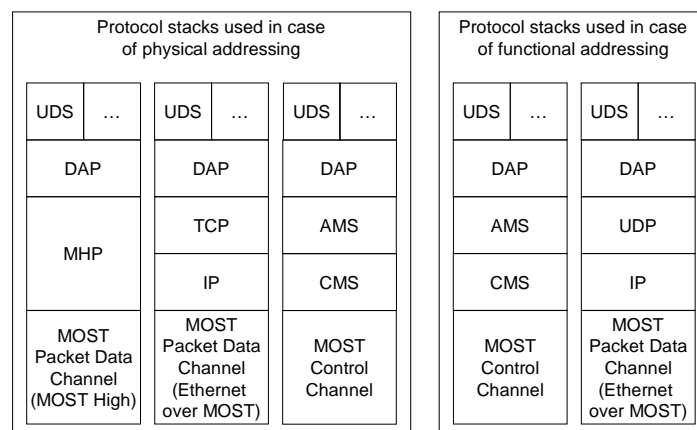 Protocol stacks used in case
of physical addressing
UDS
…
DAP
MHP
MOST
Packet Data
Channel
(MOST High)
UDS
…
DAP
TCP
IP
MOST
Packet Data
Channel
(Ethernet
over MOST)
UDS
…
DAP
AMS
CMS
MOST
Control
Channel
Protocol stacks used in case
of functional addressing
UDS
…
DAP
AMS
CMS
MOST
Control
Channel
UDS
…
DAP
UDP
IP
MOST
Packet Data
Channel
(Ethernet
over MOST)